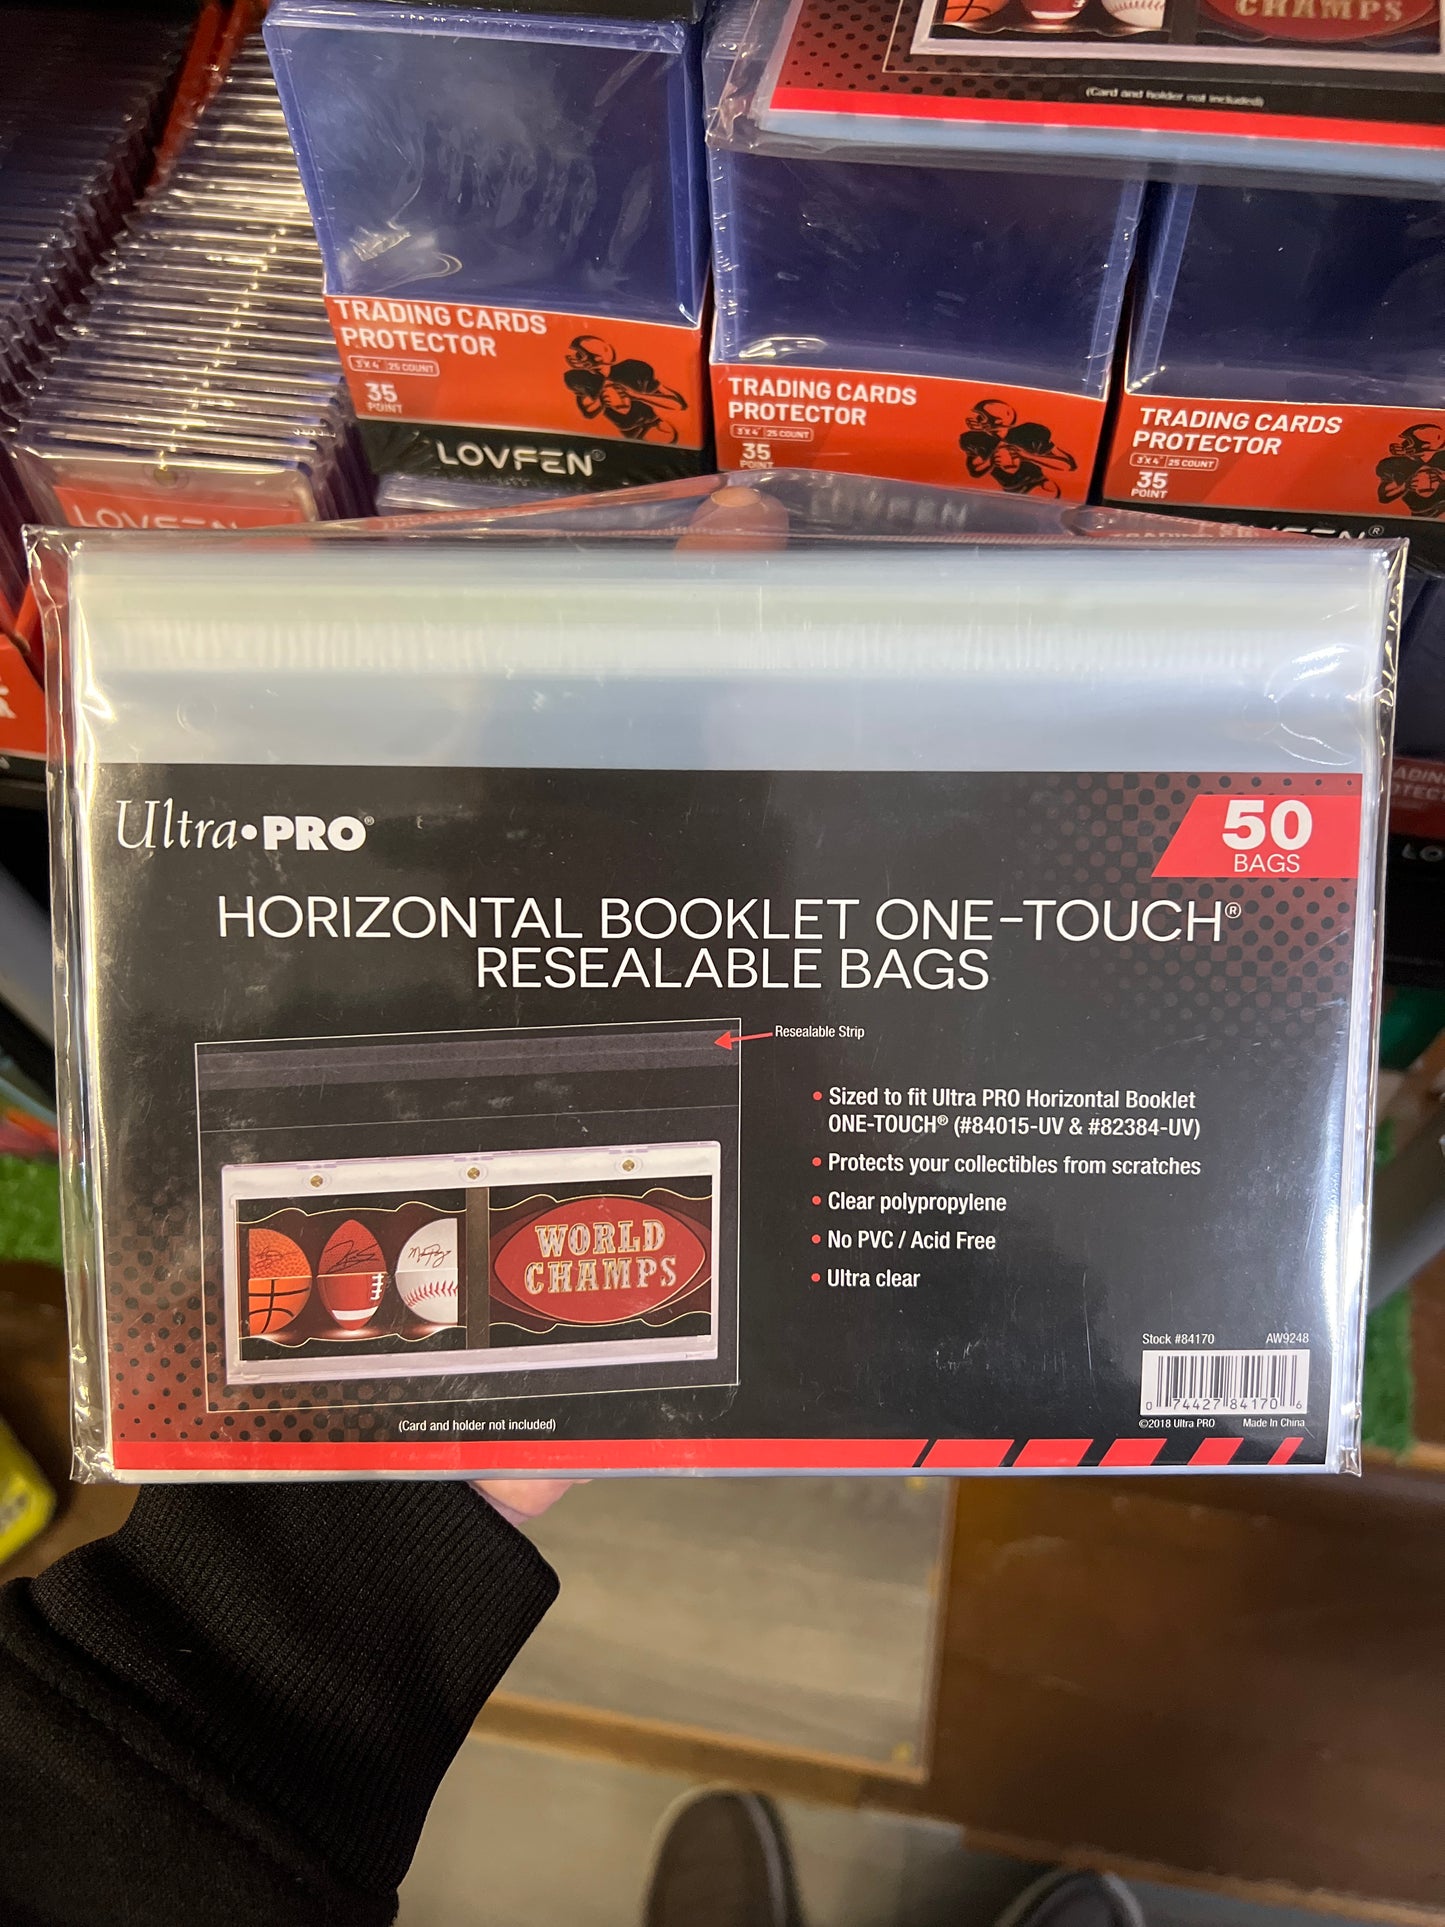 CHAMPS
(Card and holder not included)
TRADING CARDS
PROTECTOR
3"X 4" 25 COUNT
35
POINT
LOVFEN®
TRADING CARDS
PROTECTOR
3"X 4" 25 COUNT
35
POINT
TRADING CARDS
PROTECTOR
3"X 4" 25 COUNT
35
POINT
LOVFEN
Ultra•PRO®
50
BAGS
HORIZONTAL BOOKLET ONE-TOUCH®
RESEALABLE BAGS
Resealable Strip
• Sized to fit Ultra PRO Horizontal Booklet
ONE-TOUCH® (#84015-UV & #82384-UV)
• Protects your collectibles from scratches
• Clear polypropylene
• No PVC / Acid Free
• Ultra clear
WORLD
CHAMPS
(Card and holder not included)
Stock #84170 AW9248
0 74427 84170 6
©2018 Ultra PRO Made In China